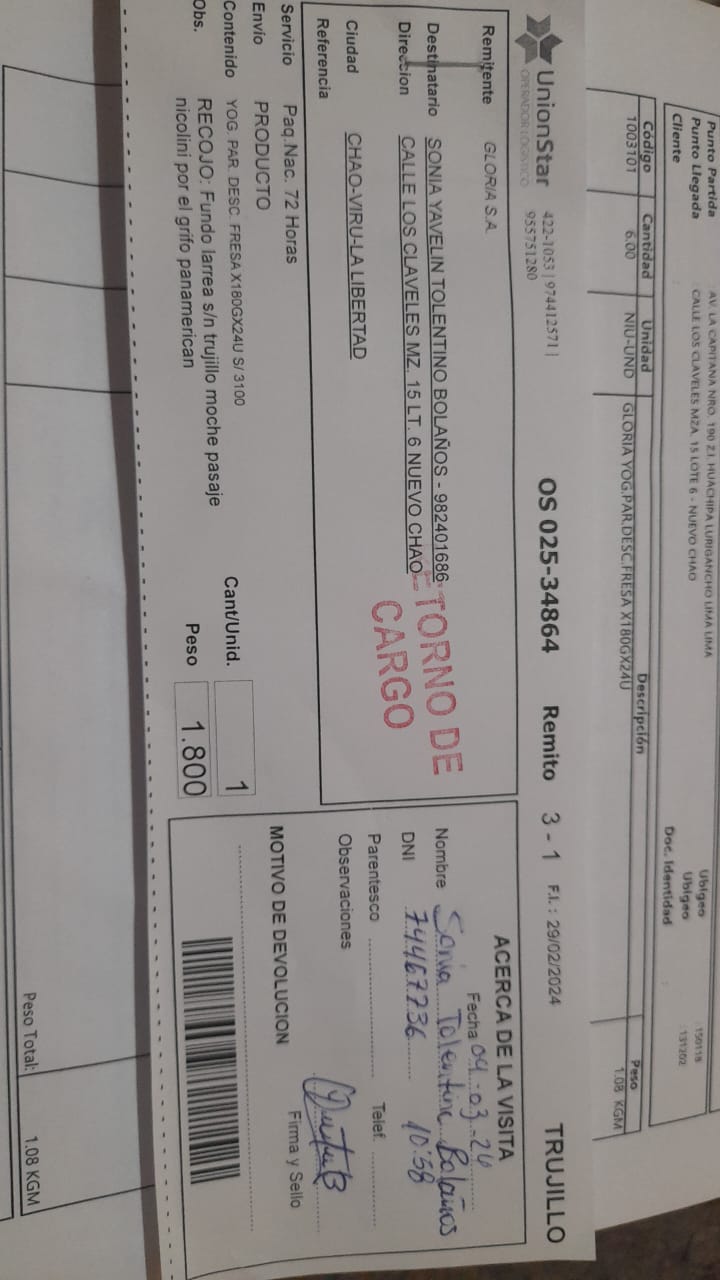 Punto Partida AV. LA CAPITANA NRO. 190 Z.I. HUACHIPA LURIGANCHO LIMA LIMA Ubigeo : 150118
Punto Llegada CALLE LOS CLAVELES MZA. 15 LOTE 6 - NUEVO CHAO Ubigeo : 131202
Cliente Doc. Identidad :
Código Cantidad Unidad Descripción Peso
1003101 6.00 NIU-UND GLORIA YOG.PAR.DESC.FRESA X180GX24U 1.08 KGM
UnionStar
OPERADOR LOGISTICO
422-1053 | 974412571 |
955751280
OS 025-34864 Remito 3 - 1 F.I. : 29/02/2024 TRUJILLO
Remitente GLORIA S.A.
Destinatario SONIA YAVELIN TOLENTINO BOLAÑOS - 982401686
Direccion CALLE LOS CLAVELES MZ. 15 LT. 6 NUEVO CHAO
Ciudad CHAO-VIRU-LA LIBERTAD
Referencia
ETORNO DE
CARGO
Servicio Paq.Nac. 72 Horas
Envio PRODUCTO
Contenido YOG. PAR. DESC. FRESA X180GX24U S/ 3100 Cant/Unid. 1
Obs. RECOJO: Fundo larrea s/n trujillo moche pasaje
nicolini por el grifo panamerican
Peso 1.800
ACERCA DE LA VISITA
Fecha 04-03-24
Nombre Sonia Tolentino Bolaños
DNI 74467236 10:58
Parentesco Telef.
Observaciones
Firma y Sello
MOTIVO DE DEVOLUCION
Peso Total: 1.08 KGM